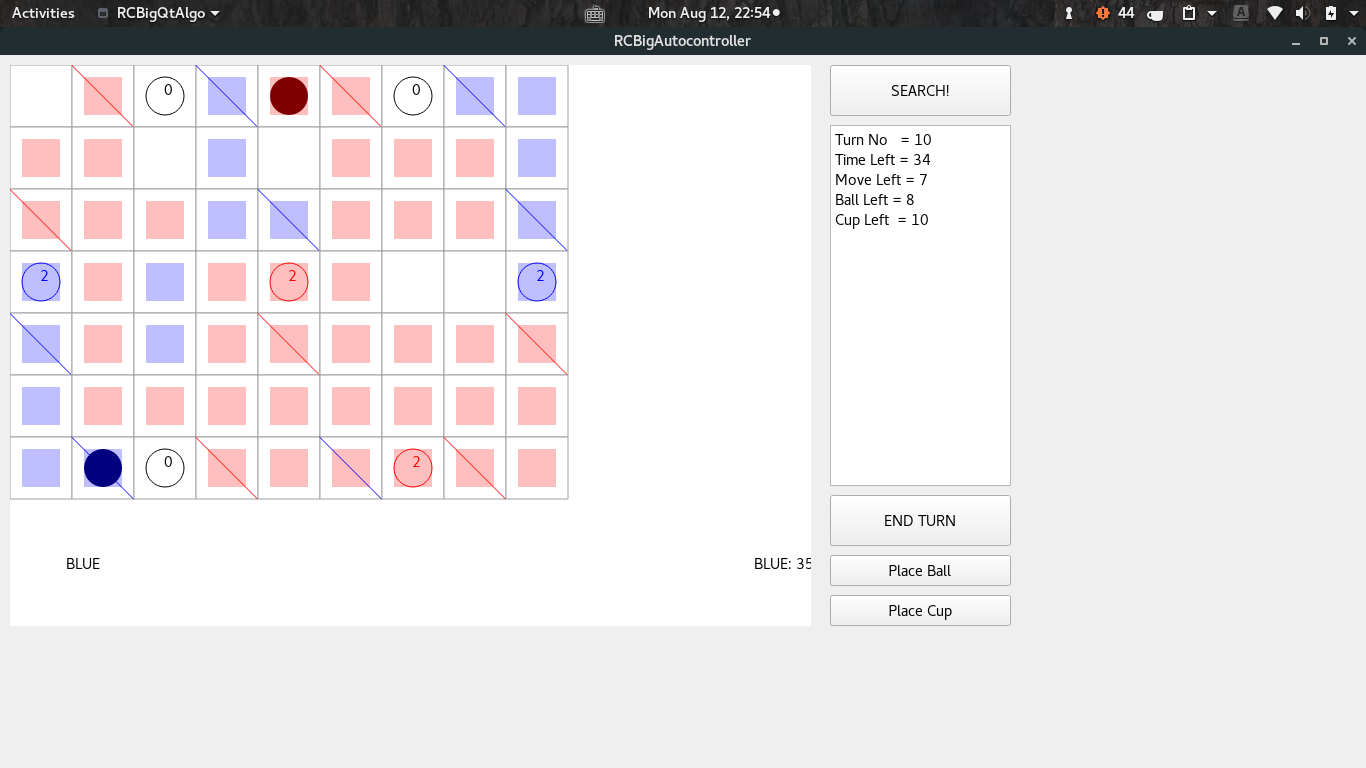 Activities RCBigQtAlgo Mon Aug 12, 22:54 44 A
RCBigAutocontroller
0 0
SEARCH!
Turn No = 10
Time Left = 34
Move Left = 7
Ball Left = 8
Cup Left = 10
2 2 2
0 2
END TURN
BLUE BLUE: 35
Place Ball
Place Cup